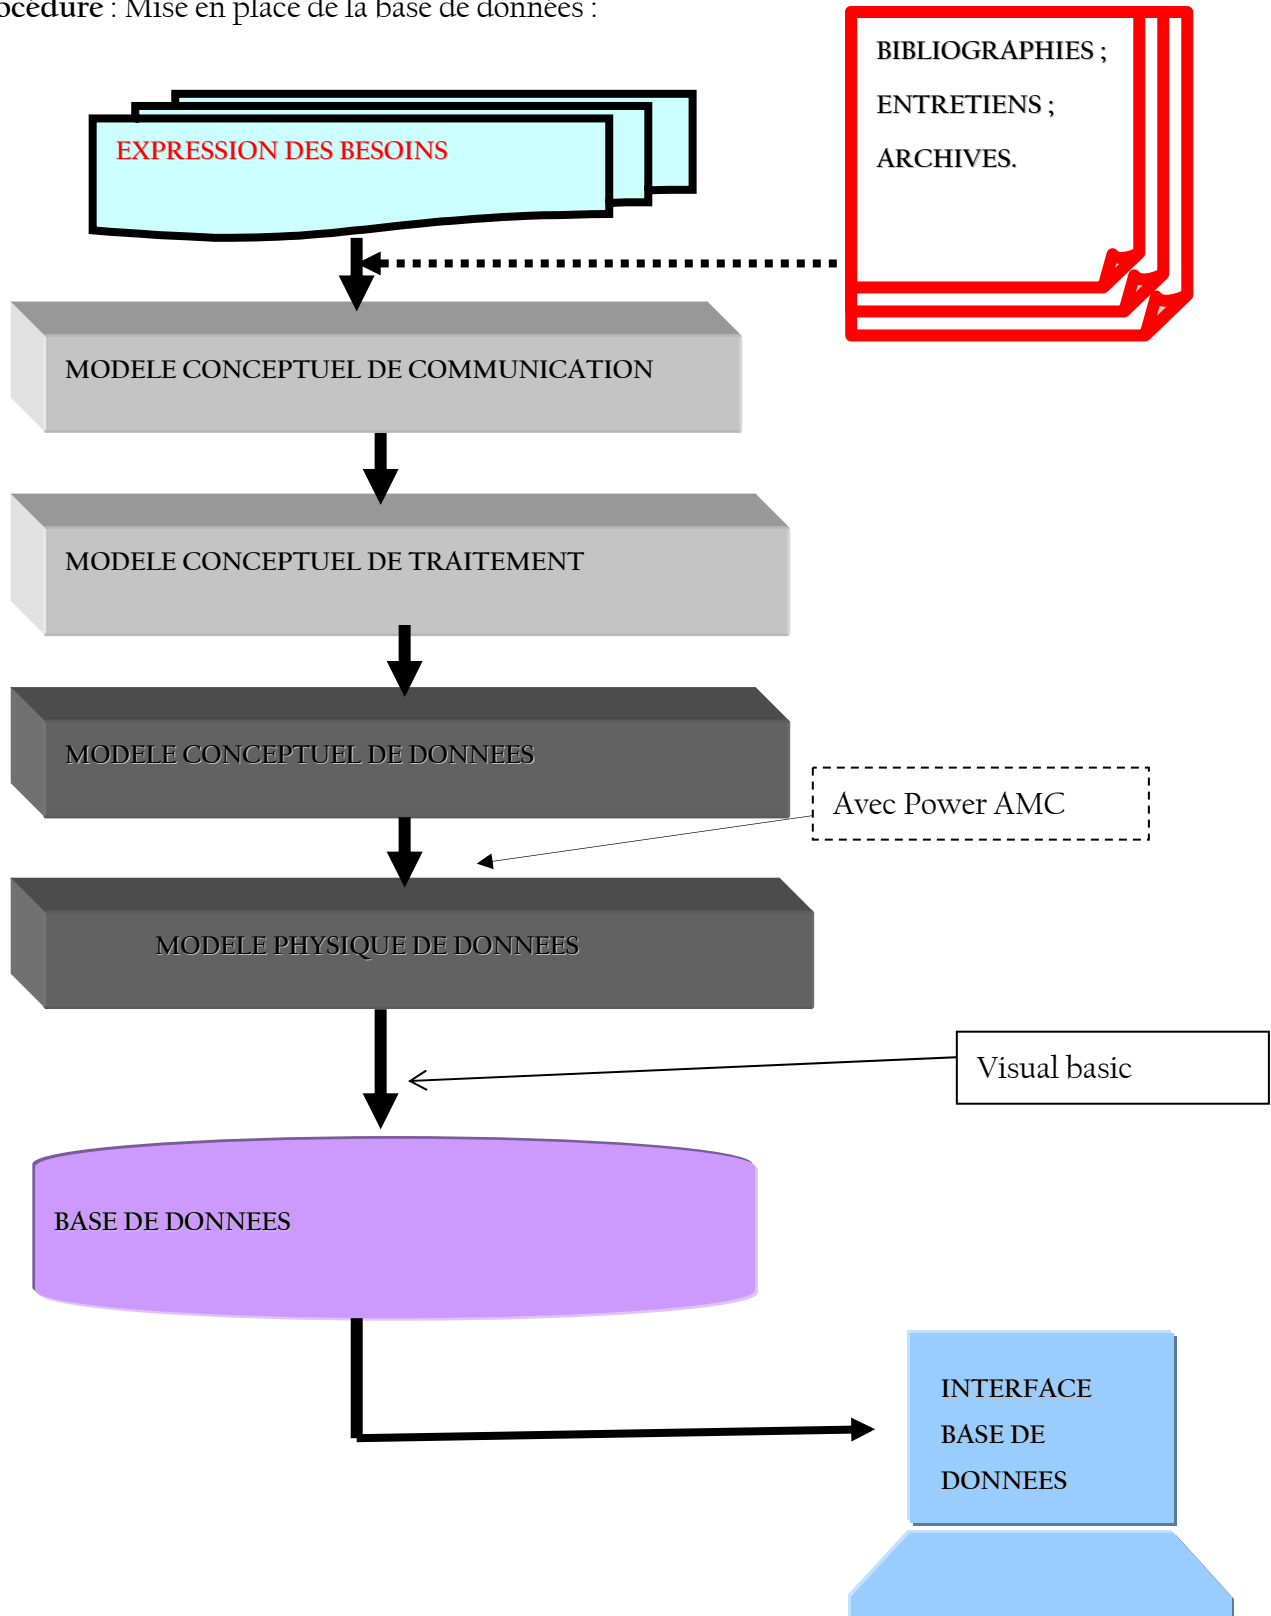 océdure : Mise en place de la base de données :
BIBLIOGRAPHIES ;
ENTRETIENS ;
ARCHIVES.
EXPRESSION DES BESOINS
MODELE CONCEPTUEL DE COMMUNICATION
MODELE CONCEPTUEL DE TRAITEMENT
MODELE CONCEPTUEL DE DONNEES
Avec Power AMC
MODELE PHYSIQUE DE DONNEES
Visual basic
BASE DE DONNEES
INTERFACE
BASE DE
DONNEES